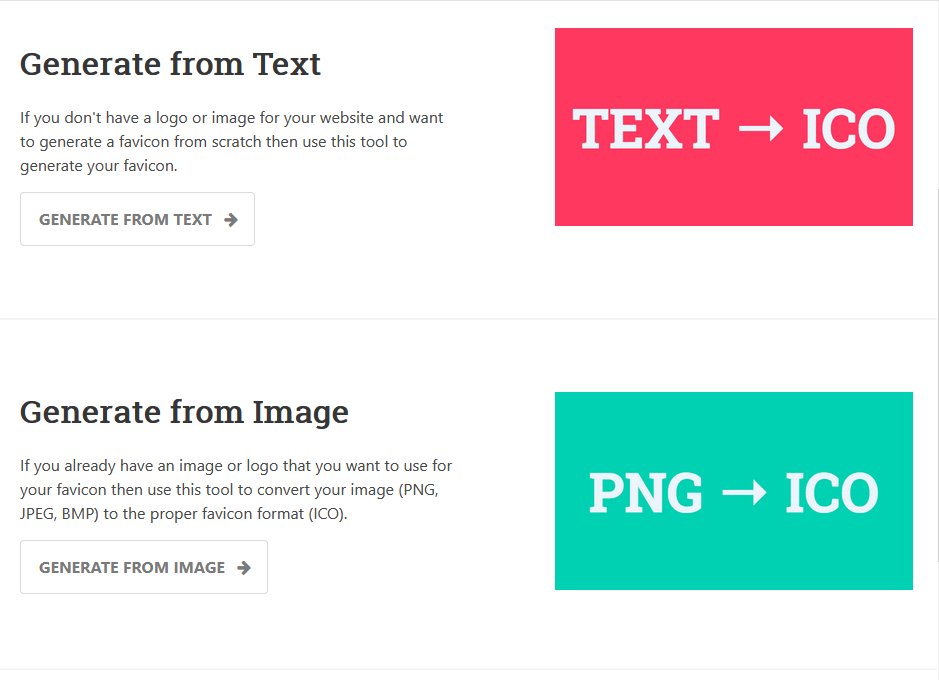 Generate from Text
If you don't have a logo or image for your website and want
to generate a favicon from scratch then use this tool to
generate your favicon.
GENERATE FROM TEXT →
TEXT → ICO
Generate from Image
If you already have an image or logo that you want to use for
your favicon then use this tool to convert your image (PNG,
JPEG, BMP) to the proper favicon format (ICO).
GENERATE FROM IMAGE →
PNG → ICO